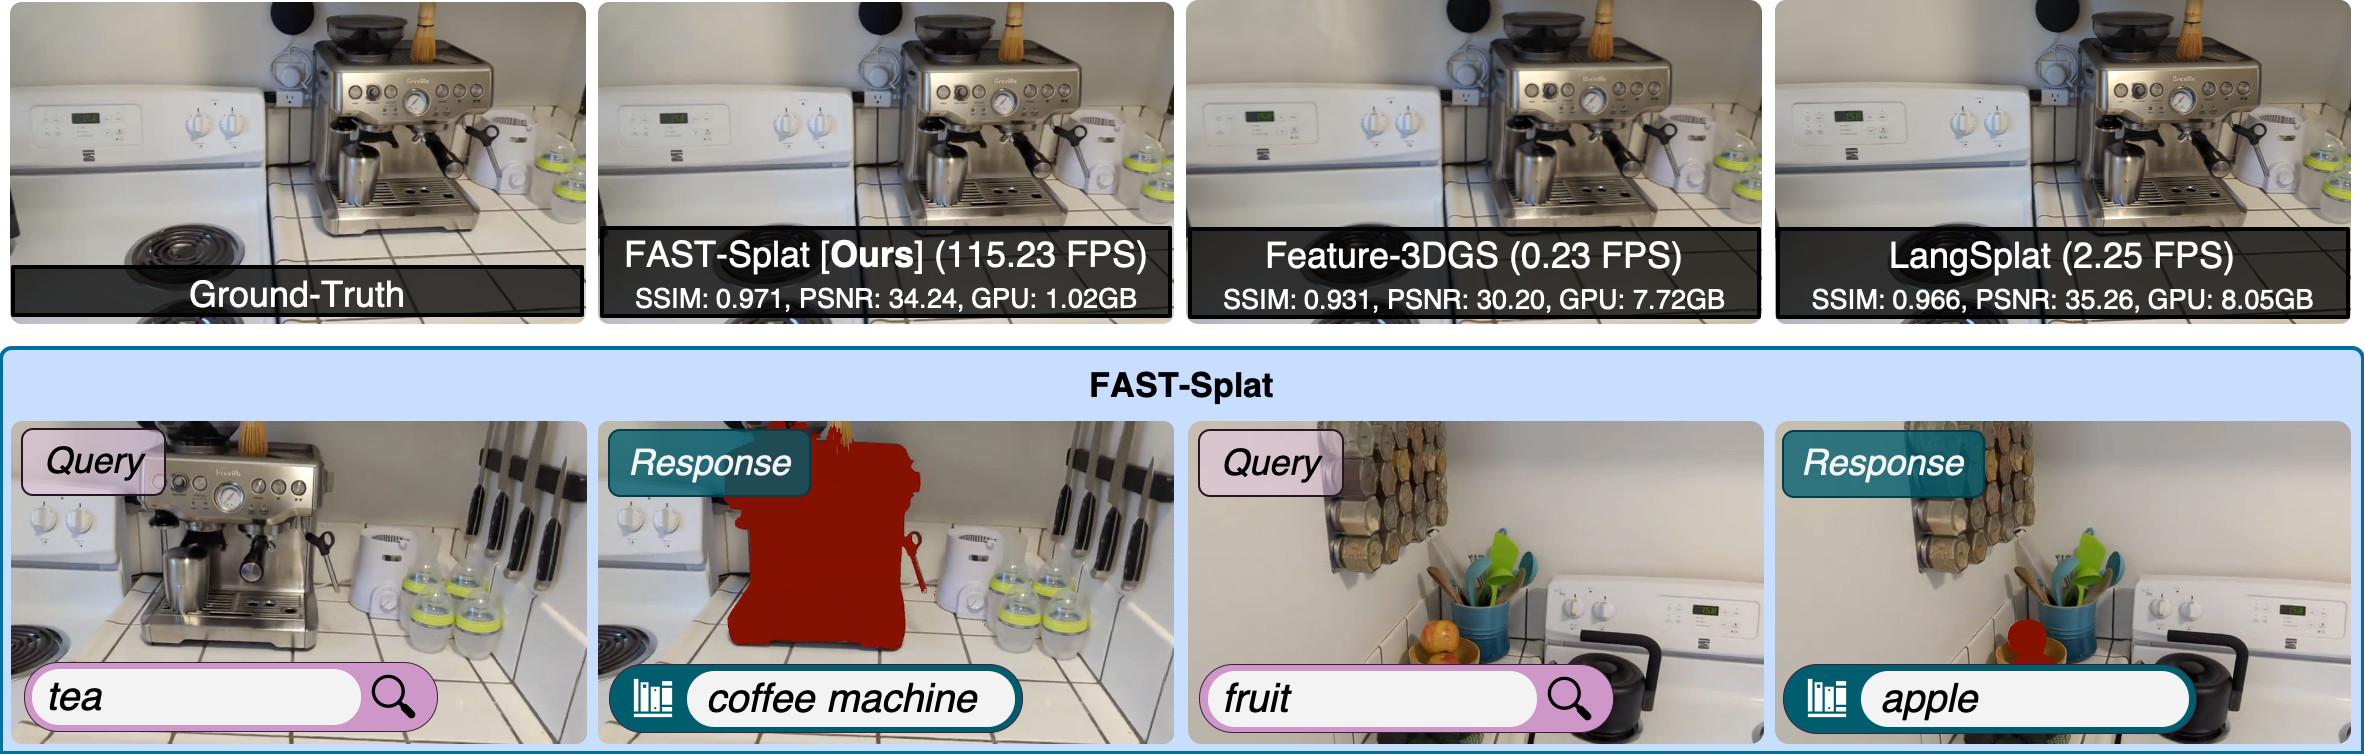 Ground-Truth
FAST-Splat [Ours] (115.23 FPS)
SSIM: 0.971, PSNR: 34.24, GPU: 1.02GB
Feature-3DGS (0.23 FPS)
SSIM: 0.931, PSNR: 30.20, GPU: 7.72GB
LangSplat (2.25 FPS)
SSIM: 0.966, PSNR: 35.26, GPU: 8.05GB
FAST-Splat
Query
tea
Response
coffee machine
Query
fruit
Response
apple